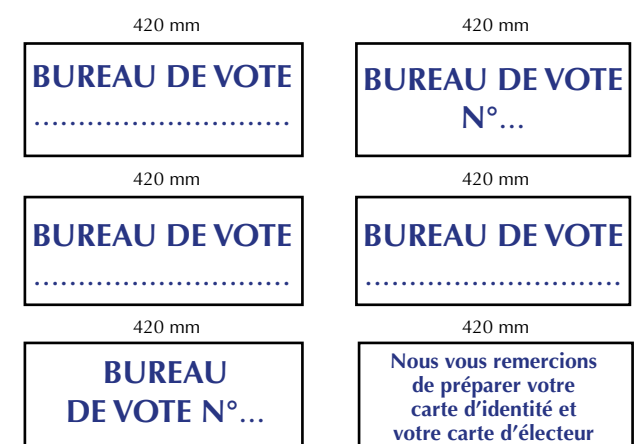 420 mm
420 mm
BUREAU DE VOTE
.............................
BUREAU DE VOTE
N°...
420 mm
420 mm
BUREAU DE VOTE
.............................
BUREAU DE VOTE
.............................
420 mm
420 mm
BUREAU
DE VOTE N°...
Nous vous remercions
de préparer votre
carte d'identité et
votre carte d'électeur